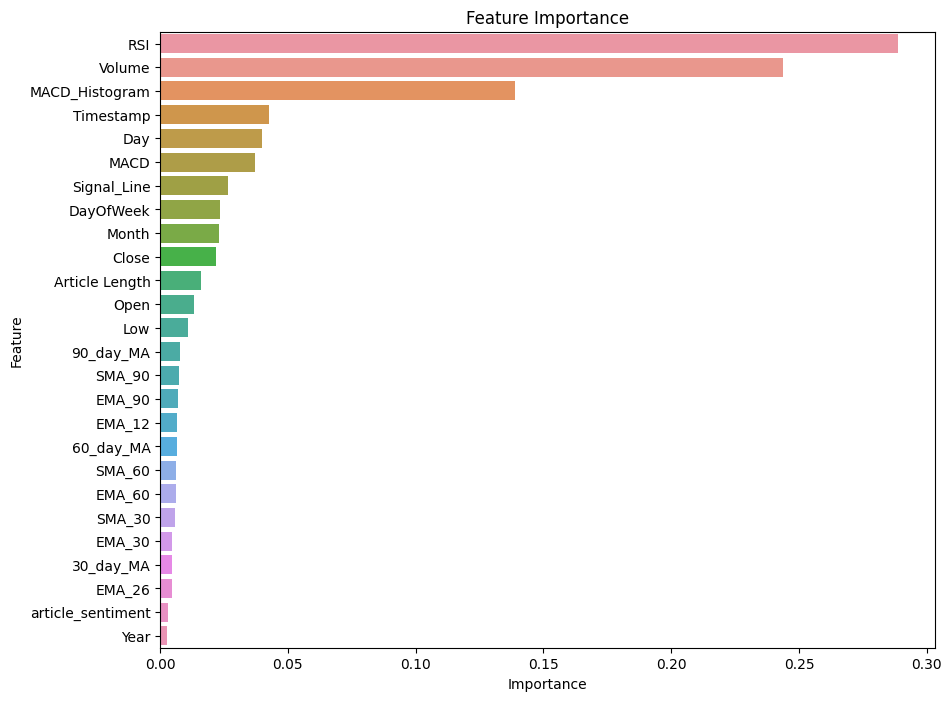 Feature Importance
RSI
Volume
MACD_Histogram
Timestamp
Day
MACD
Signal_Line
DayOfWeek
Month
Close
Article Length
Open
Low
90_day_MA
SMA_90
EMA_90
EMA_12
60_day_MA
SMA_60
EMA_60
SMA_30
EMA_30
30_day_MA
EMA_26
article_sentiment
Year
Feature
0.00 0.05 0.10 0.15 0.20 0.25 0.30
Importance